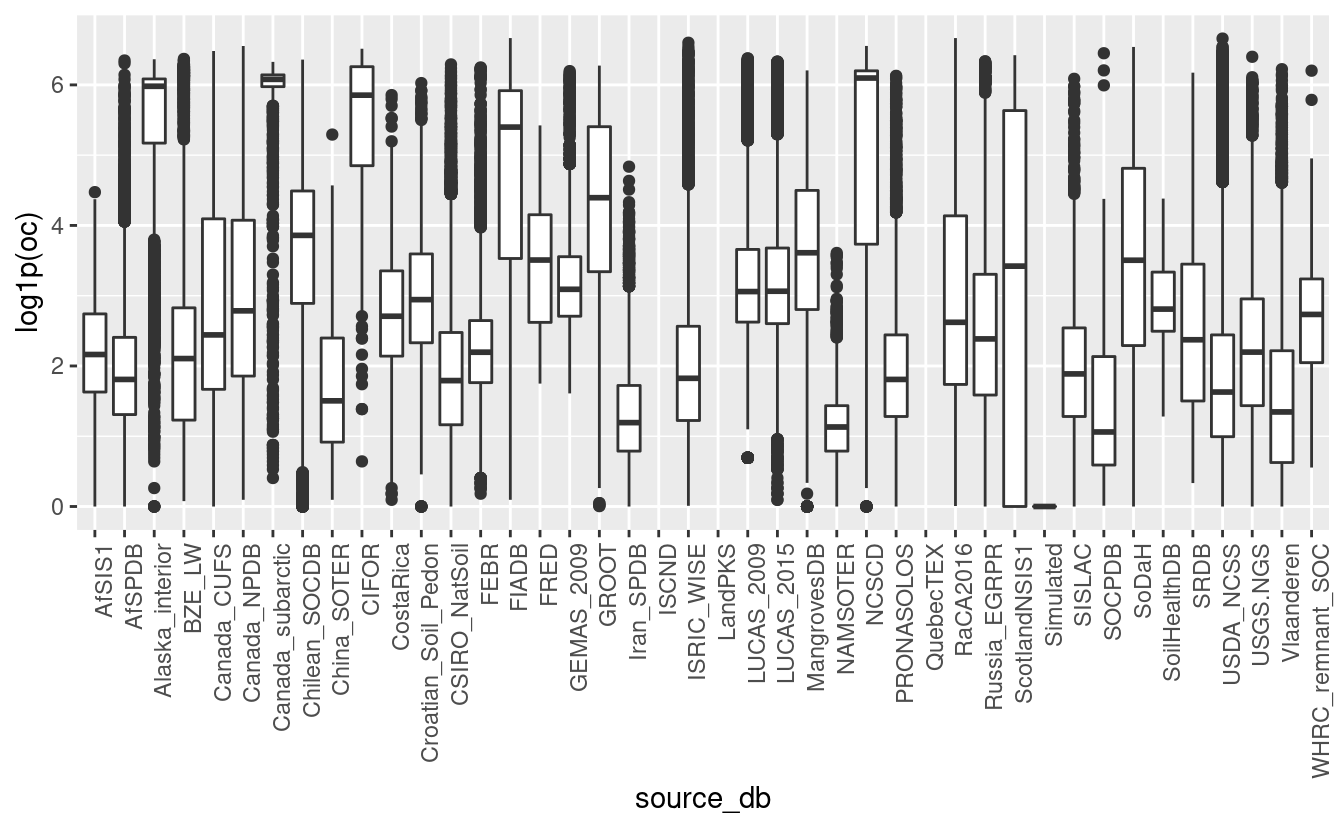 log1p(oc)
6
4
2
0
AfSIS1
AfSPDB
Alaska_interior
BZE_LW
Canada_CUFS
Canada_NPDB
Canada_subarctic
Chilean_SOCDB
China_SOTER
CIFOR
CostaRica
Croatian_Soil_Pedon
CSIRO_NatSoil
FEBR
FIADB
FRED
GEMAS_2009
GROOT
Iran_SPDB
ISCND
ISRIC_WISE
LandPKS
LUCAS_2009
LUCAS_2015
MangrovesDB
NAMSOTER
NCSCD
PRONASOLOS
QuebecTEX
RaCA2016
Russia_EGRPR
ScotlandNSIS1
Simulated
SISLAC
SOCPDB
SoDaH
SoilHealthDB
SRDB
USDA_NCSS
USGS.NGS
Vlaanderen
WHRC_remnant_SOC
source_db